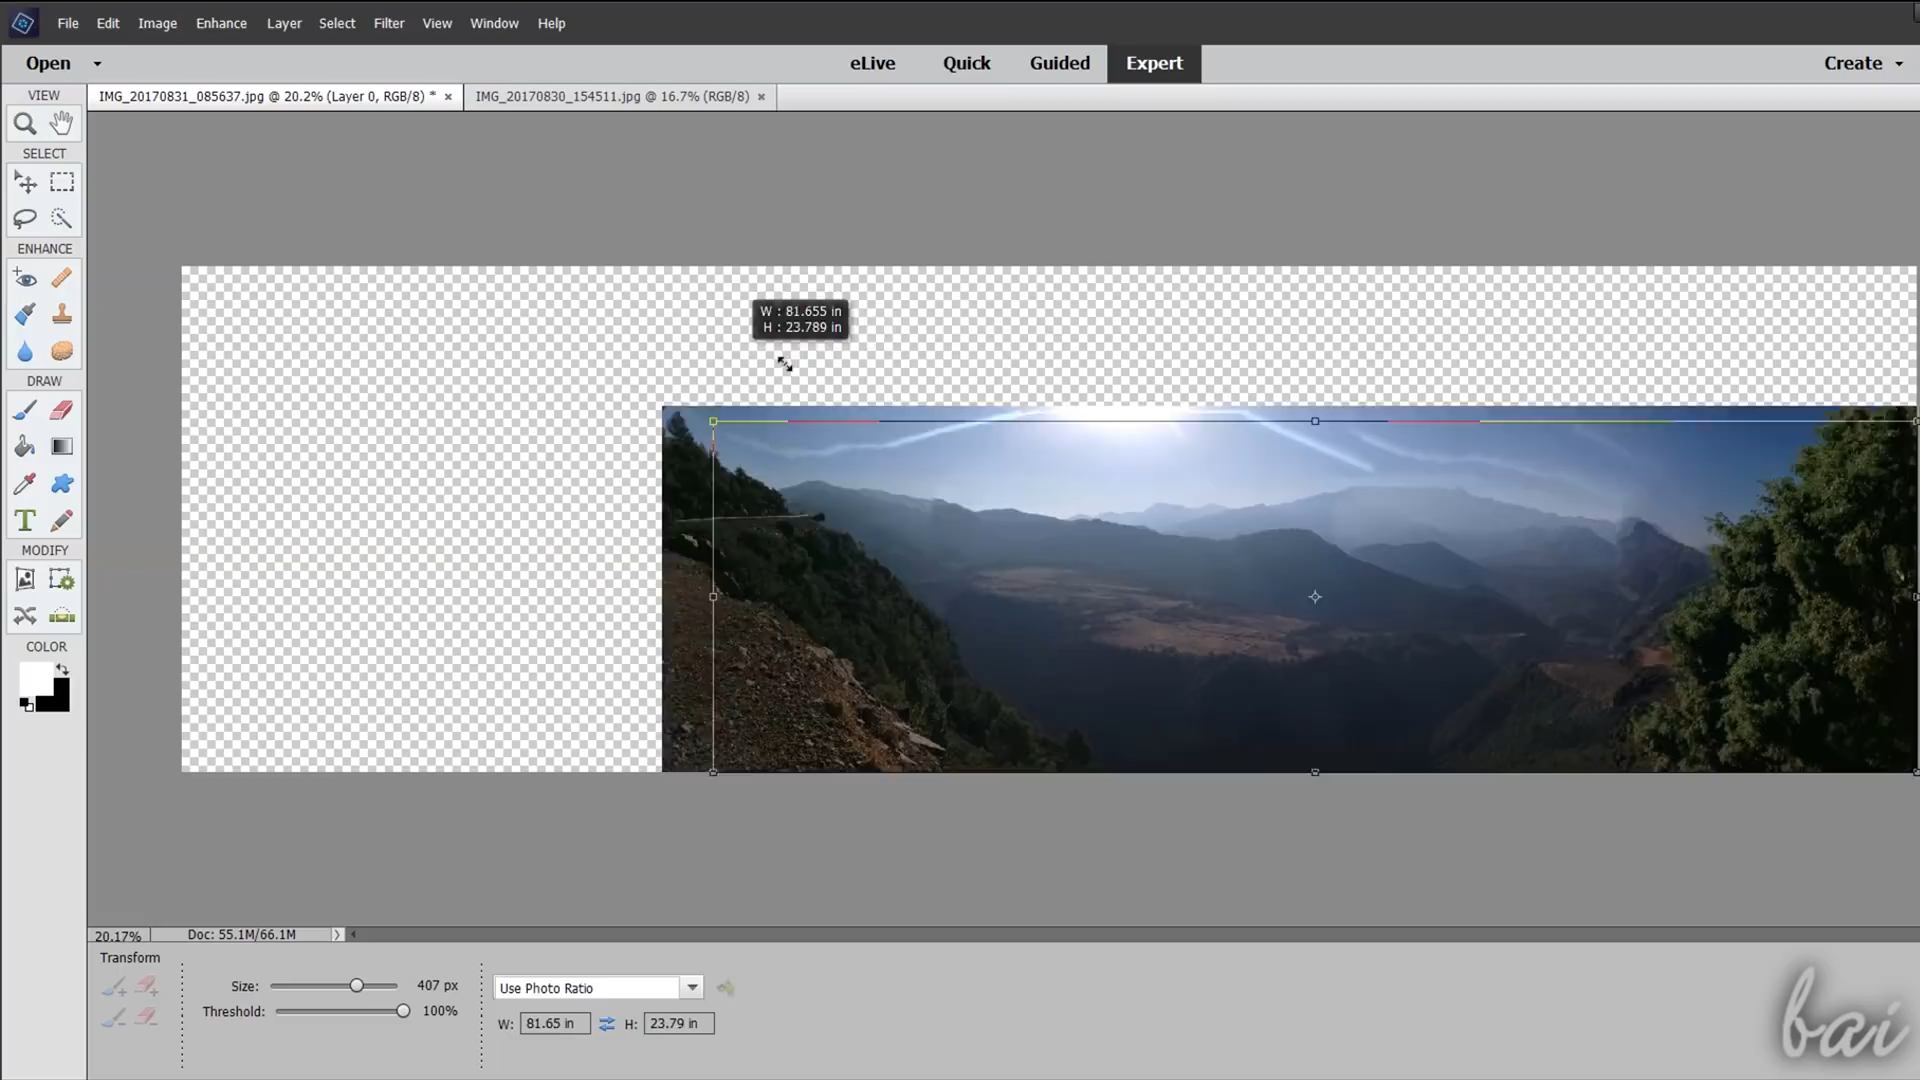 File Edit Image Enhance Layer Select Filter View Window Help
Open eLive Quick Guided Expert Create
VIEW IMG_20170831_085637.jpg @ 20.2% (Layer 0, RGB/8) * × IMG_20170830_154511.jpg @ 16.7% (RGB/8) ×
SELECT
ENHANCE
W : 81.655 in
H : 23.789 in
DRAW
T
MODIFY
COLOR
20.17% Doc: 55.1M/66.1M
Transform
Size: 407 px Use Photo Ratio
Threshold: 100%
W: 81.65 in H: 23.79 in
bai